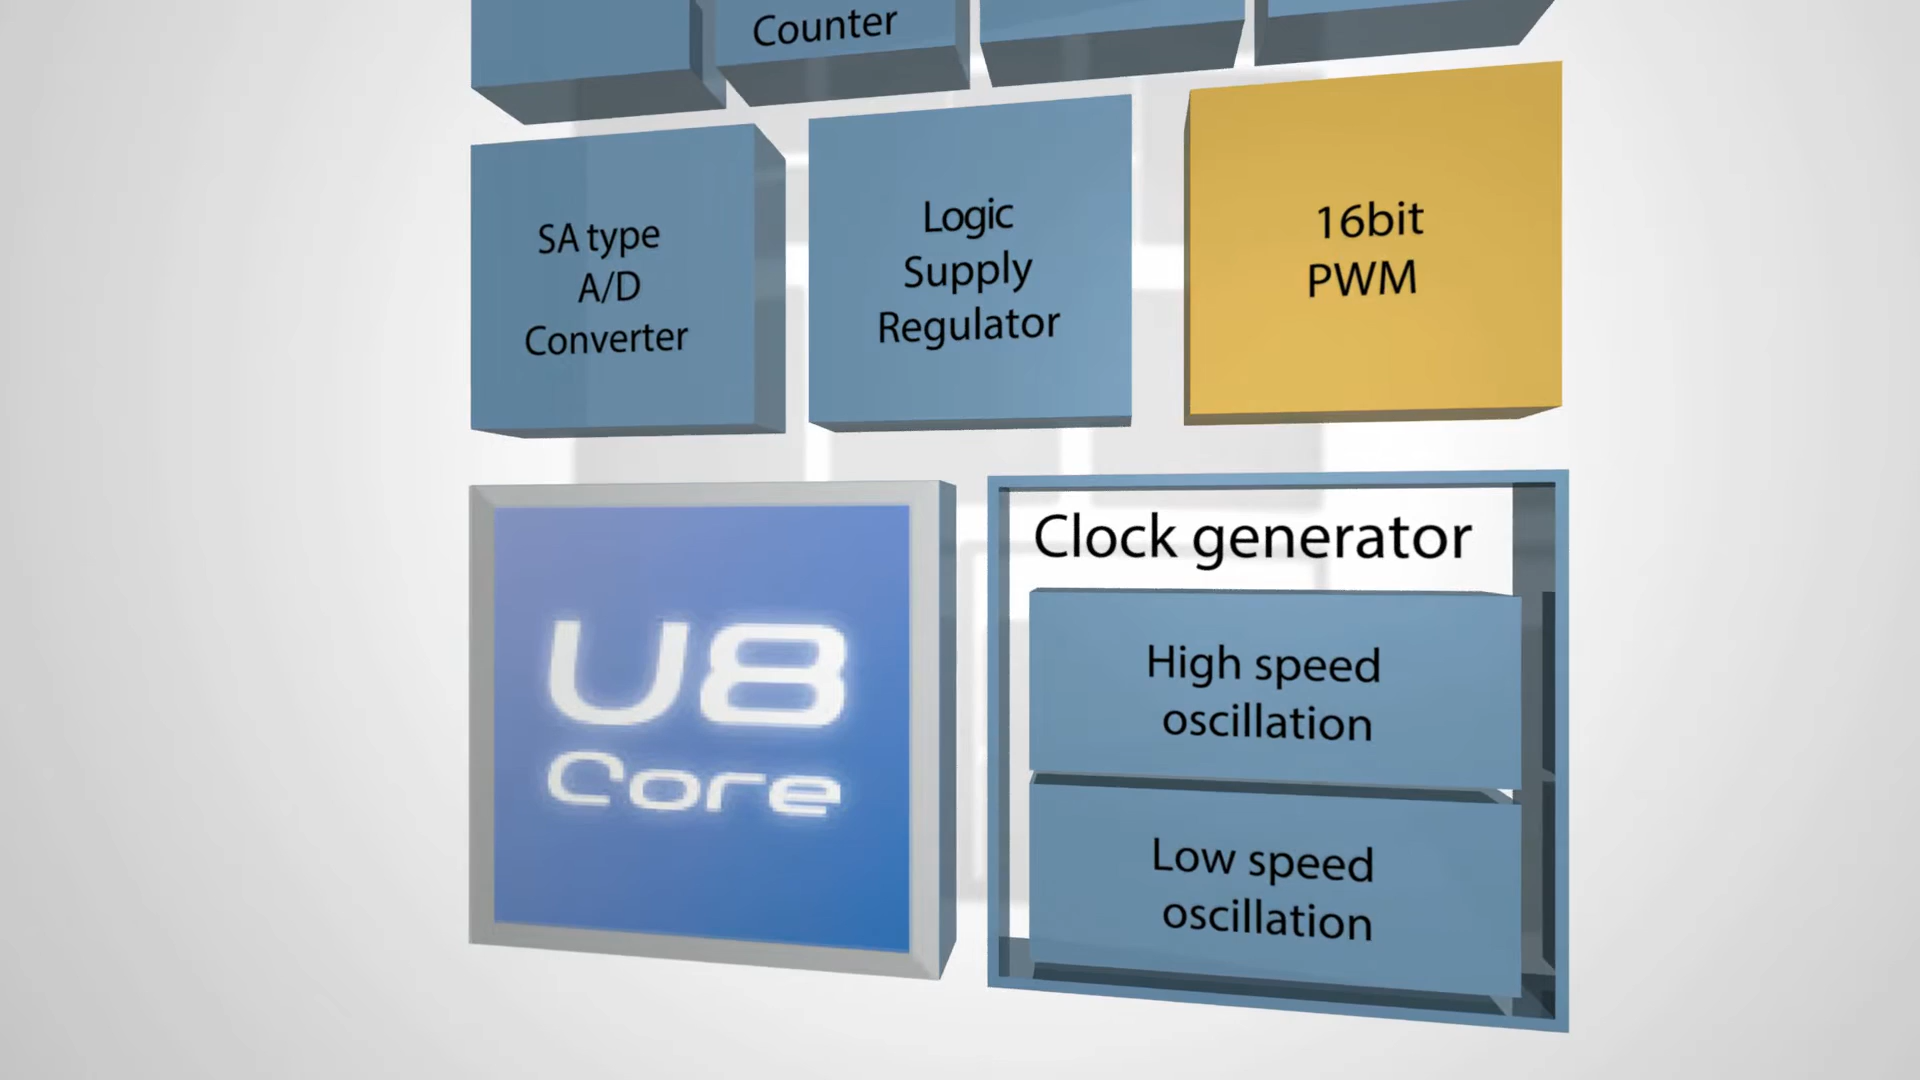 Counter
SA type
A/D
Converter
Logic
Supply
Regulator
16bit
PWM
U8
Core
Clock generator
High speed
oscillation
Low speed
oscillation